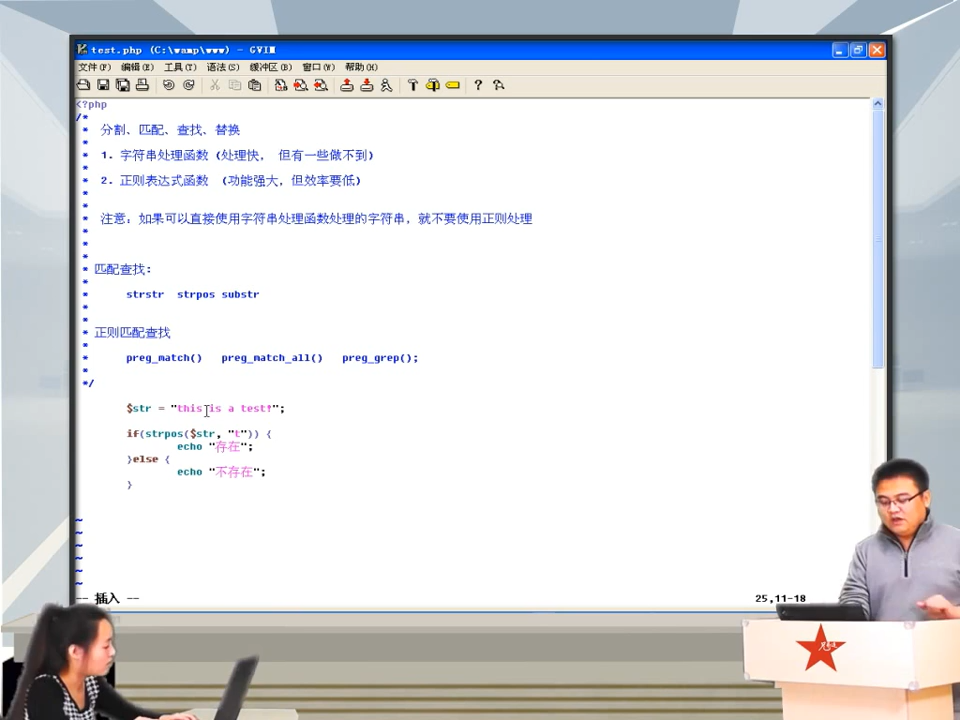 test.php (C:\wamp\www) - GVIM
文件(F) 编辑(E) 工具(T) 语法(S) 缓冲区(B) 窗口(W) 帮助(H)
<?php
/*
* 分割、匹配、查找、替换
*
* 1. 字符串处理函数 (处理快， 但有一些做不到)
*
* 2. 正则表达式函数 (功能强大，但效率要低)
*
*
* 注意：如果可以直接使用字符串处理函数处理的字符串，就不要使用正则处理
*
*
*
* 匹配查找：
*
* strstr strpos substr
*
*
* 正则匹配查找
*
* preg_match() preg_match_all() preg_grep();
*
*/
$str = "this is a test!";
if(strpos($str, "t")) {
echo "存在";
}else {
echo "不存在";
}
~
~
~
~
~
~
-- 插入 --
25,11-18